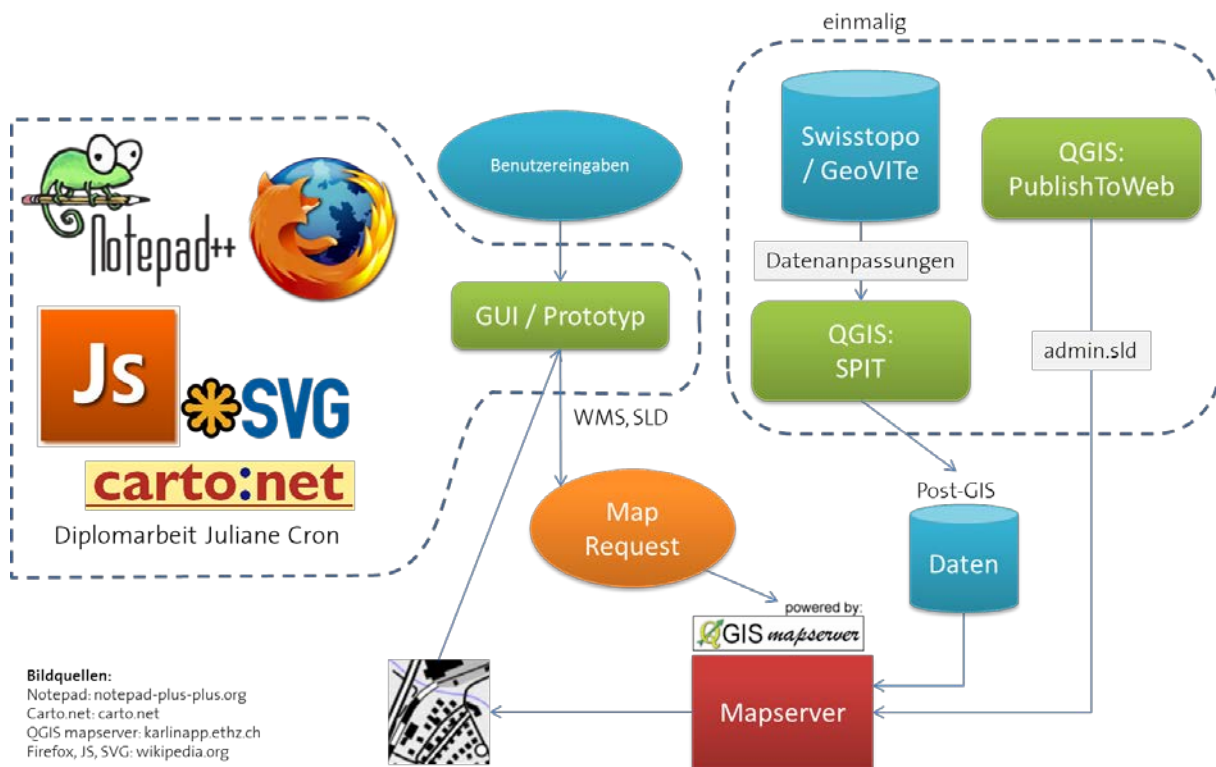 einmalig
Notepad++
Js
SVG
carto:net
Diplomarbeit Juliane Cron
Benutzereingaben
GUI / Prototyp
WMS, SLD
Map
Request
Swisstopo
/ GeoVITe
Datenanpassungen
QGIS:
SPIT
QGIS:
PublishToWeb
admin.sld
Post-GIS
Daten
powered by:
QGIS mapserver
Mapserver
Bildquellen:
Notepad: notepad-plus-plus.org
Carto.net: carto.net
QGIS mapserver: karlinapp.ethz.ch
Firefox, JS, SVG: wikipedia.org